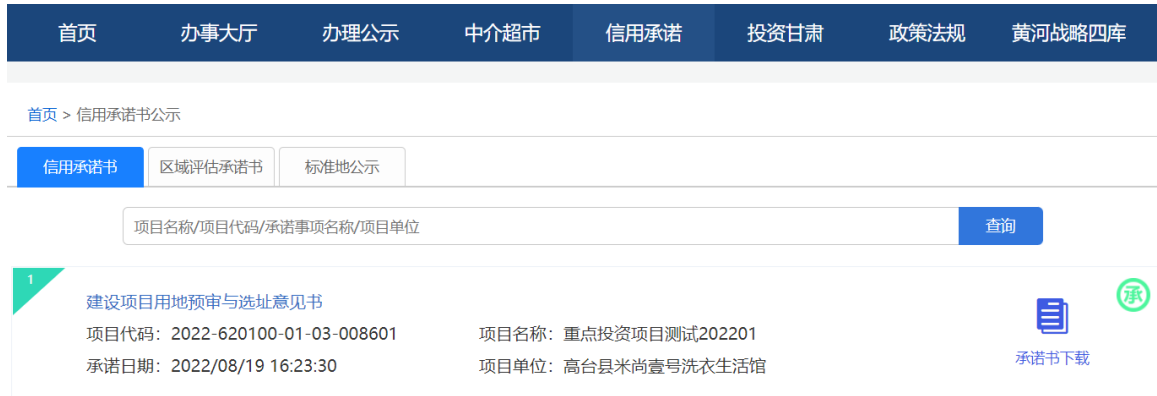 首页 办事大厅 办理公示 中介超市 信用承诺 投资甘肃 政策法规 黄河战略四库
首页 > 信用承诺书公示
信用承诺书 区域评估承诺书 标准地公示
项目名称/项目代码/承诺事项名称/项目单位 查询
1
承
建设项目用地预审与选址意见书
项目代码：2022-620100-01-03-008601 项目名称：重点投资项目测试202201
承诺日期：2022/08/19 16:23:30 项目单位：高台县米尚壹号洗衣生活馆
承诺书下载